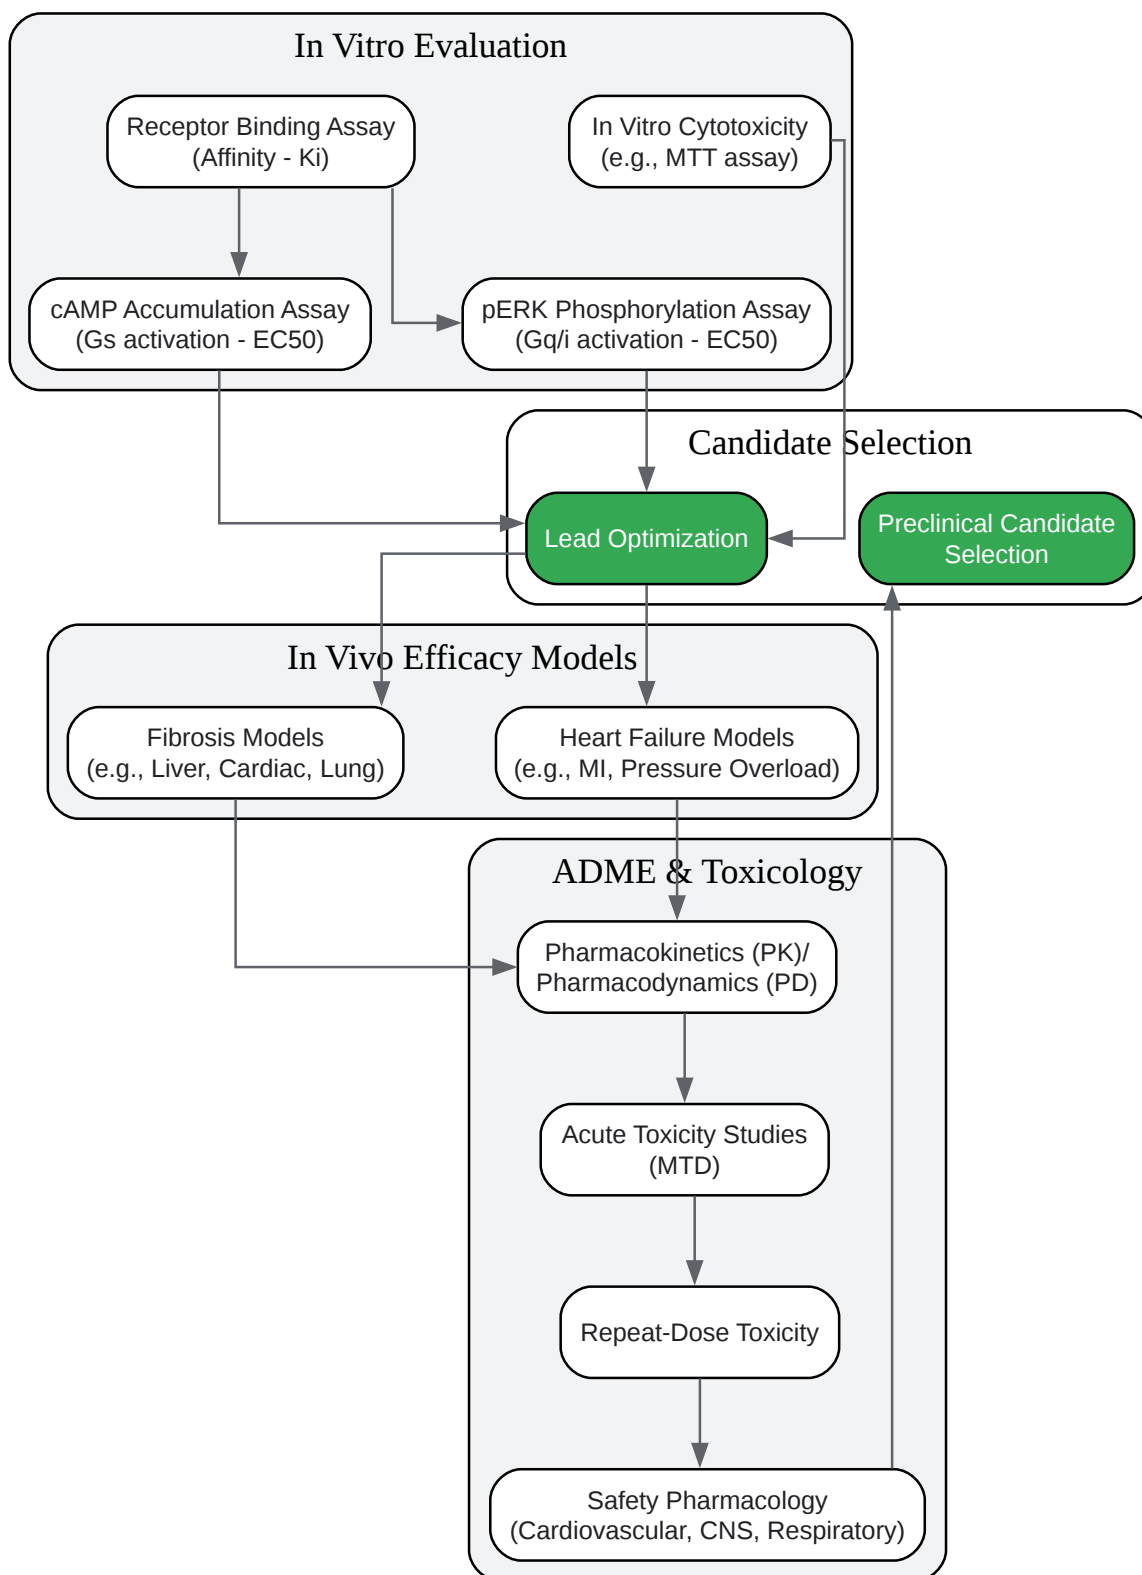 In Vitro Evaluation
Receptor Binding Assay
(Affinity - Ki)
In Vitro Cytotoxicity
(e.g., MTT assay)
cAMP Accumulation Assay
(Gs activation - EC50)
pERK Phosphorylation Assay
(Gq/i activation - EC50)
Candidate Selection
Lead Optimization
Preclinical Candidate
Selection
In Vivo Efficacy Models
Fibrosis Models
(e.g., Liver, Cardiac, Lung)
Heart Failure Models
(e.g., MI, Pressure Overload)
ADME & Toxicology
Pharmacokinetics (PK)/
Pharmacodynamics (PD)
Acute Toxicity Studies
(MTD)
Repeat-Dose Toxicity
Safety Pharmacology
(Cardiovascular, CNS, Respiratory)